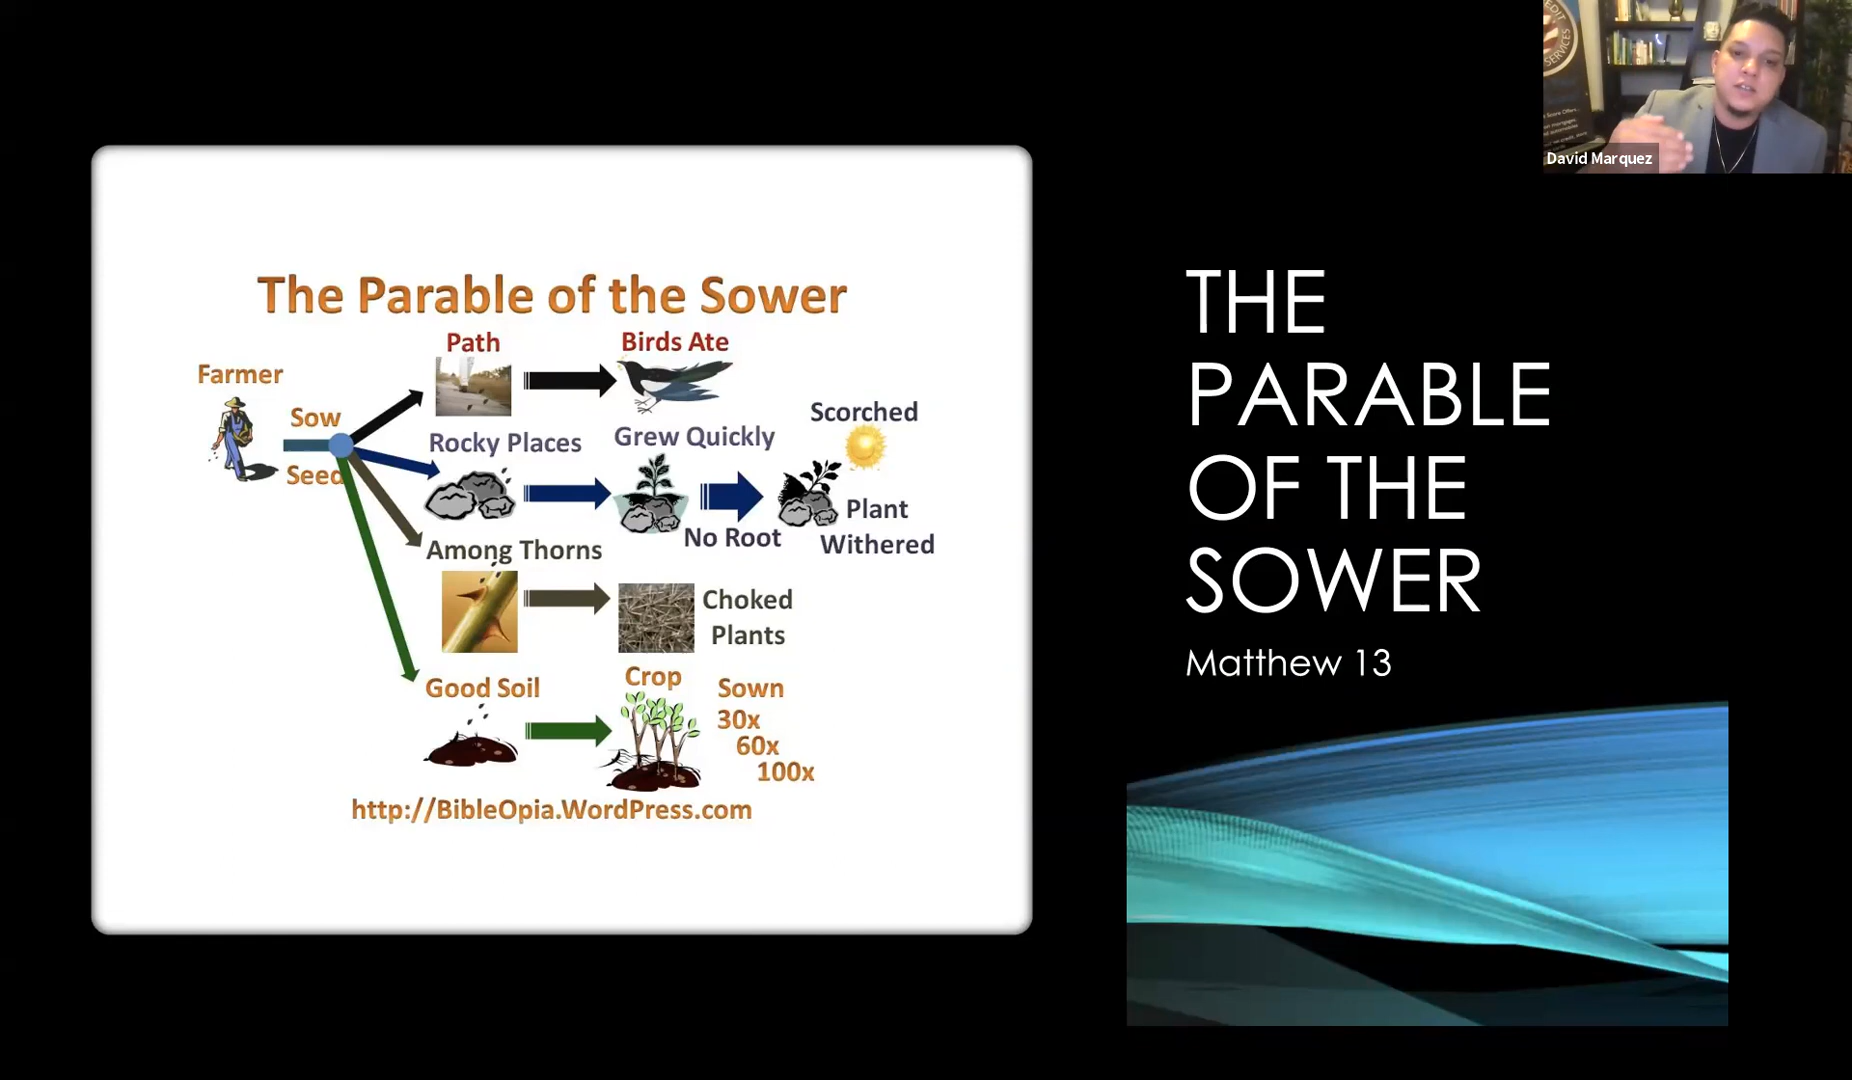 The Parable of the Sower
Path
Birds Ate
Farmer
Sow
Seed
Scorched
Rocky Places
Grew Quickly
No Root
Plant
Withered
Among Thorns
Choked
Plants
Good Soil
Crop
Sown
30x
60x
100x
http://BibleOpia.WordPress.com
THE
PARABLE
OF THE
SOWER
Matthew 13
EDIT
SERVICES
David Marquez